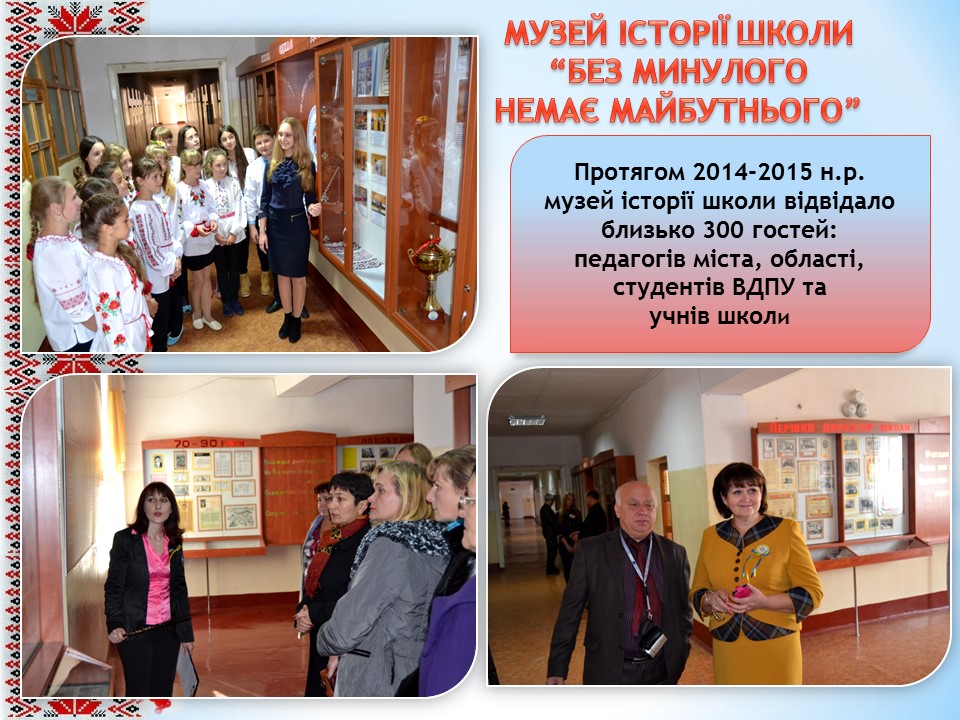 МУЗЕЙ ІСТОРІЇ ШКОЛИ
“БЕЗ МИНУЛОГО
НЕМАЄ МАЙБУТНЬОГО”
Протягом 2014-2015 н.р.
музей історії школи відвідало
близько 300 гостей:
педагогів міста, області,
студентів ВДПУ та
учнів школи
70-90 РОКИ
ПЕРШИЙ ДИРЕКТОР ШКОЛИ